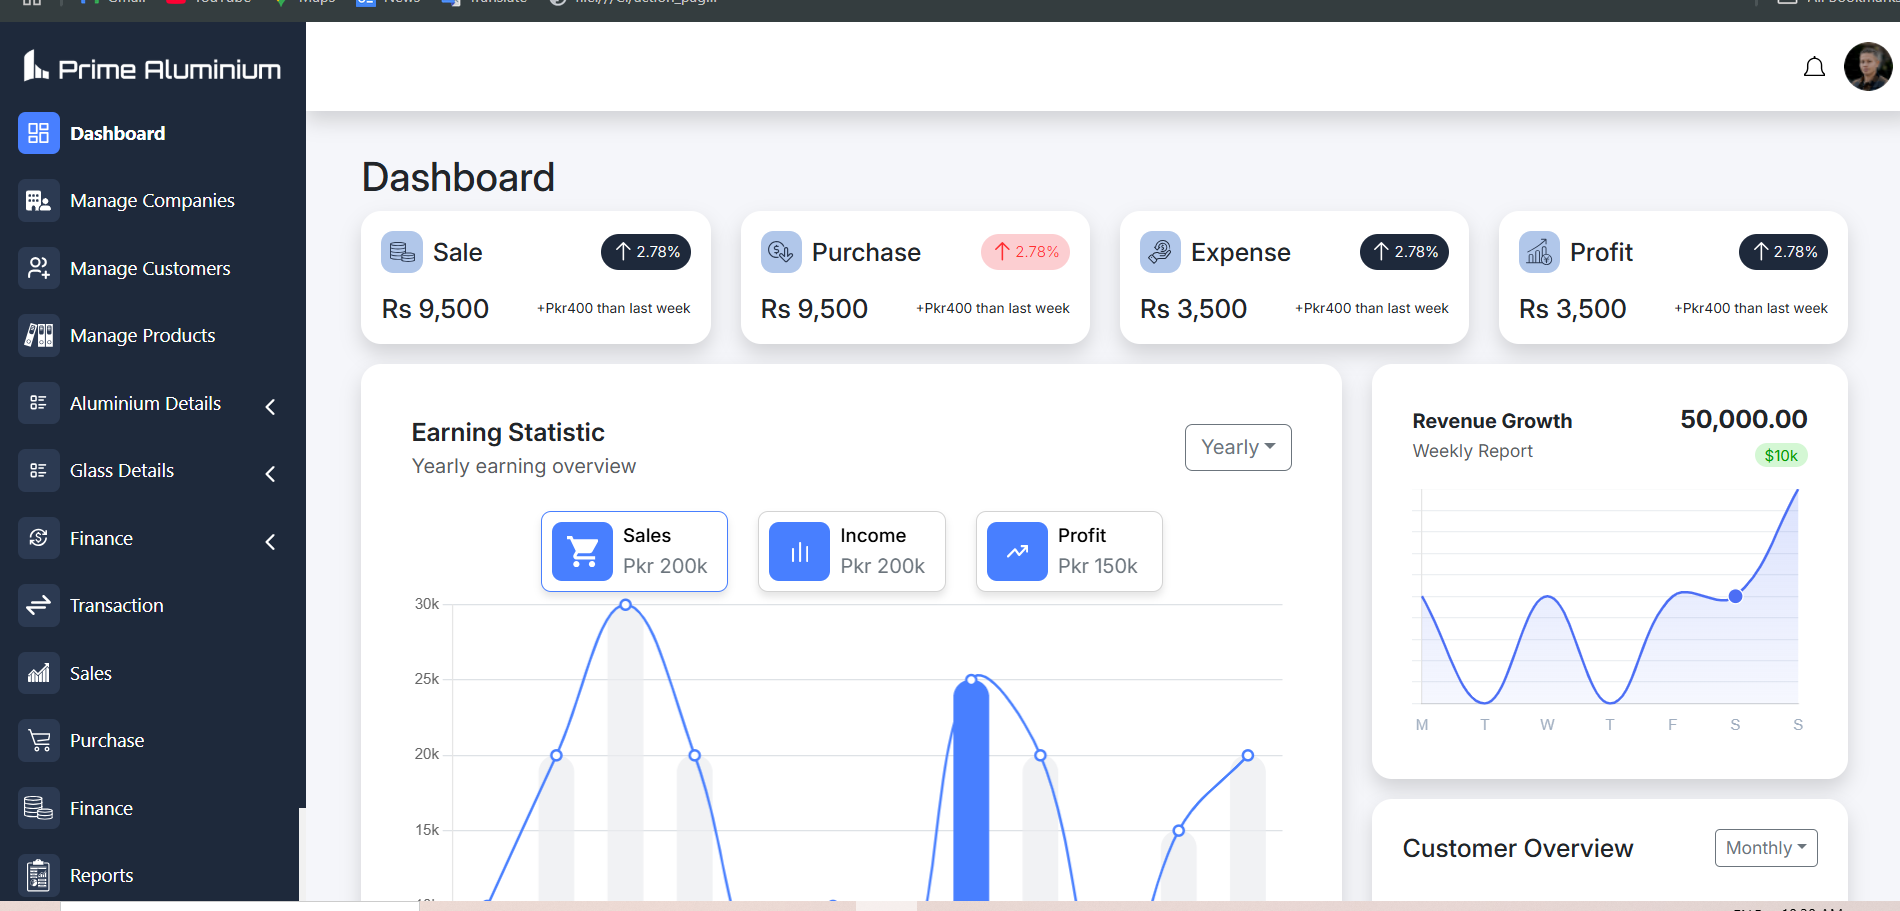 Prime Aluminium
Dashboard
Manage Companies
Manage Customers
Manage Products
Aluminium Details
Glass Details
Finance
Transaction
Sales
Purchase
Finance
Reports
Dashboard
Sale
2.78%
Rs 9,500
+Pkr400 than last week
Purchase
2.78%
Rs 9,500
+Pkr400 than last week
Expense
2.78%
Rs 3,500
+Pkr400 than last week
Profit
2.78%
Rs 3,500
+Pkr400 than last week
Earning Statistic
Yearly earning overview
Yearly
Sales
Pkr 200k
Income
Pkr 200k
Profit
Pkr 150k
30k
25k
20k
15k
Revenue Growth
50,000.00
Weekly Report
$10k
M T W T F S S
Customer Overview
Monthly